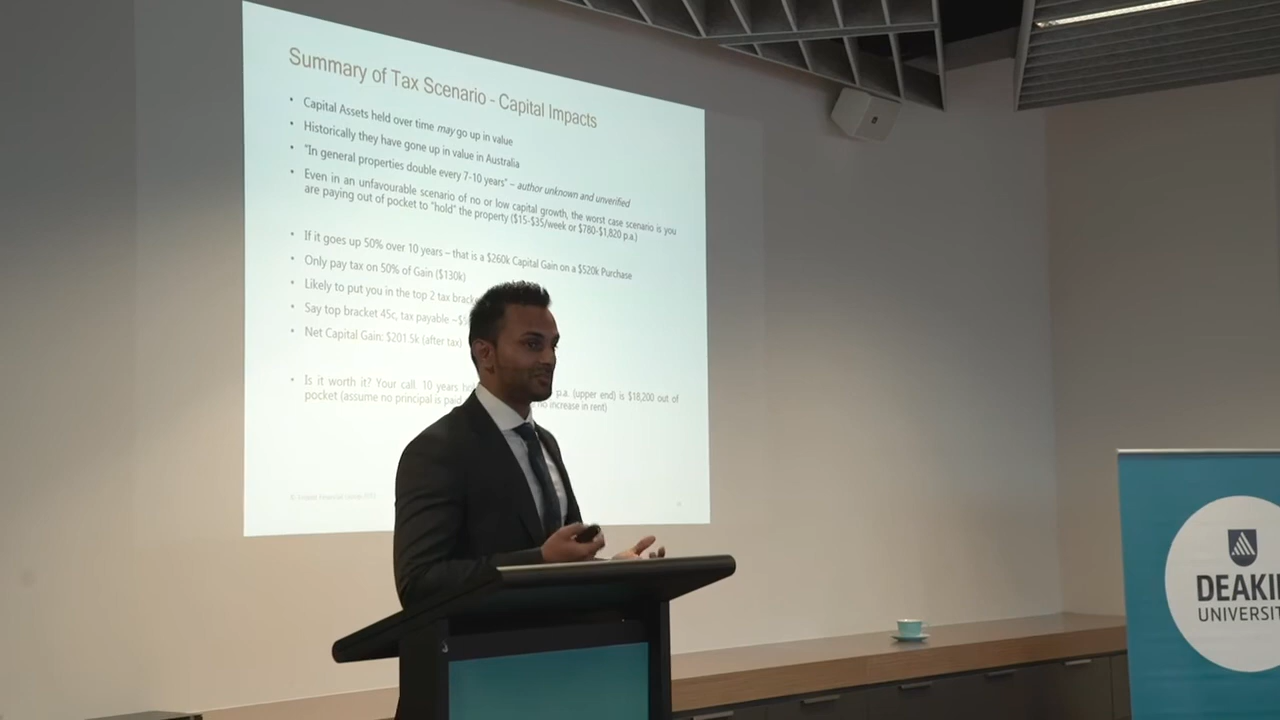 Summary of Tax Scenario - Capital Impacts
• Capital Assets held over time may go up in value
• Historically they have gone up in value in Australia
• "In general properties double every 7-10 years" – author unknown and unverified
• Even in an unfavourable scenario of no or low capital growth, the worst case scenario is you
are paying out of pocket to "hold" the property ($15-$35/week or $780-$1,820 p.a.)
• If it goes up 50% over 10 years – that is a $260k Capital Gain on a $520k Purchase
• Only pay tax on 50% of Gain ($130k)
• Likely to put you in the top 2 tax
• Say top bracket 45c, tax payable
• Net Capital Gain: $201.5k (after tax)
• Is it worth it? Your call. 10 years
p.a. (upper end) is $18,200 out of
pocket (assume no principal is paid
no increase in rent)
DEAKI
UNIVERSIT